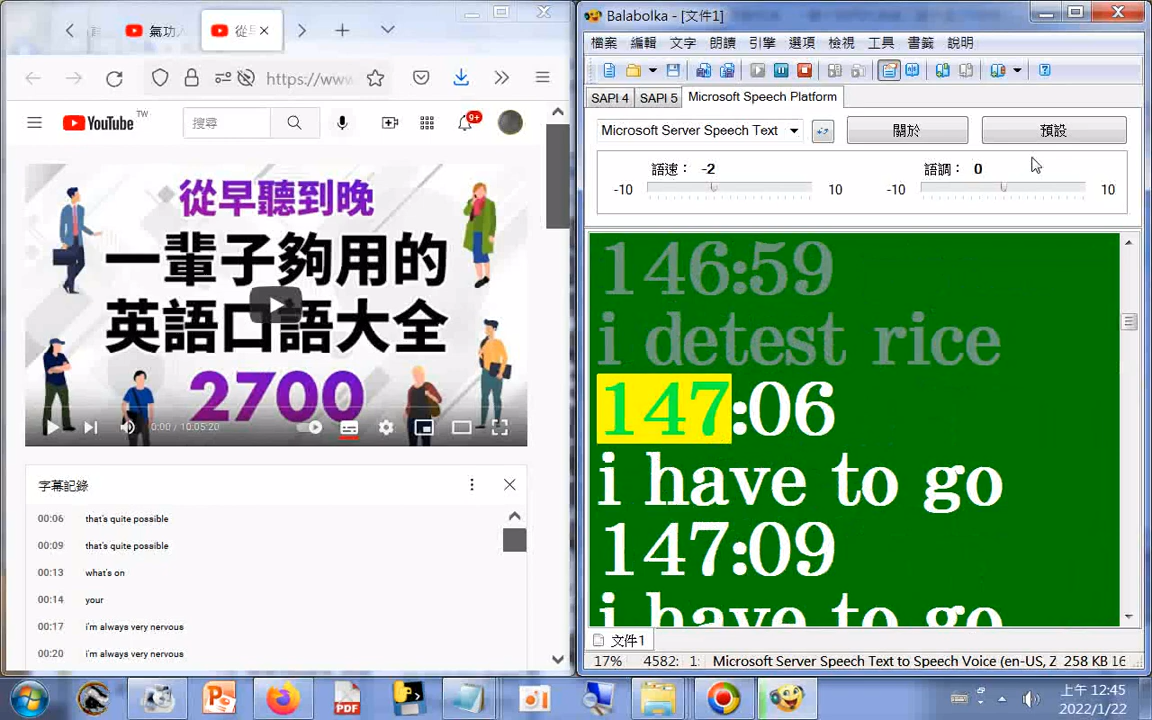 氣功
從
https://www
YouTube TW
搜尋
9+
從早聽到晚
一輩子夠用的
英語口語大全
2700
0:00 / 10:05:20
字幕記錄
00:06 that's quite possible
00:09 that's quite possible
00:13 what's on
00:14 your
00:17 i'm always very nervous
00:20 i'm always very nervous
Balabolka - [文件1]
檔案 編輯 文字 朗讀 引擎 選項 檢視 工具 書籤 說明
SAPI 4 SAPI 5 Microsoft Speech Platform
Microsoft Server Speech Text 關於 預設
語速： -2 語調： 0
-10 10 -10 10
146:59
i detest rice
147:06
i have to go
147:09
i have to go
文件1
17% 4582: 1: Microsoft Server Speech Text to Speech Voice (en-US, Z 258 KB 16
PDF
上午 12:45
2022/1/22